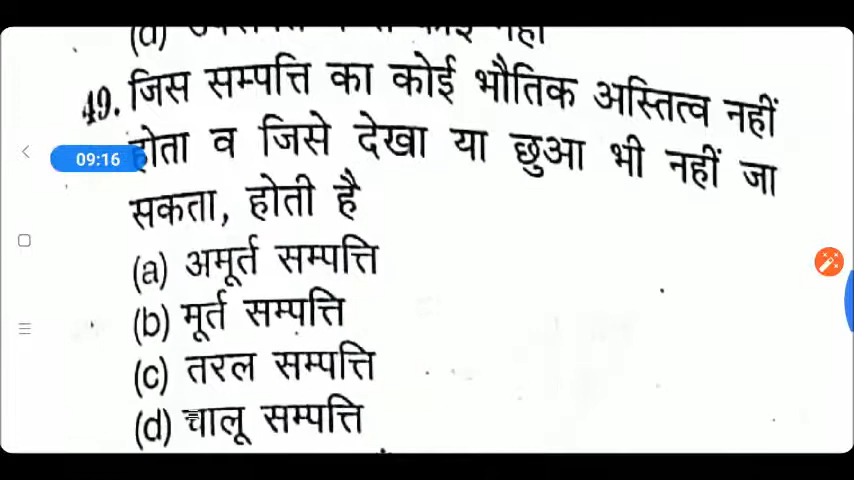 49. जिस सम्पत्ति का कोई भौतिक अस्तित्व नहीं
होता व जिसे देखा या छुआ भी नहीं जा
09:16
सकता, होती है
(a) अमूर्त सम्पत्ति
(b) मूर्त सम्पत्ति
(c) तरल सम्पत्ति
(d) चालू सम्पत्ति